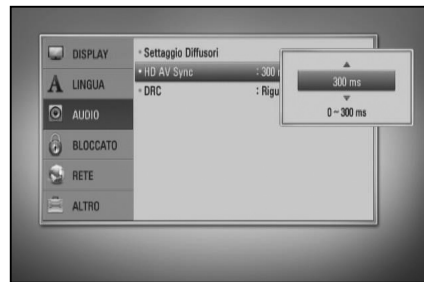 DISPLAY
LINGUA
AUDIO
BLOCCATO
RETE
ALTRO
• Settaggio Diffusori
• HD AV Sync : 300
• DRC : Rigu
300 ms
0 ~ 300 ms